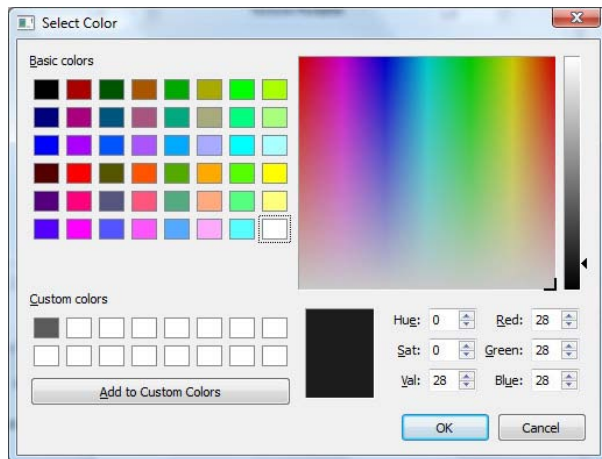 Select Color
Basic colors
Custom colors
Hue: 0 Red: 28
Sat: 0 Green: 28
Val: 28 Blue: 28
Add to Custom Colors
OK Cancel